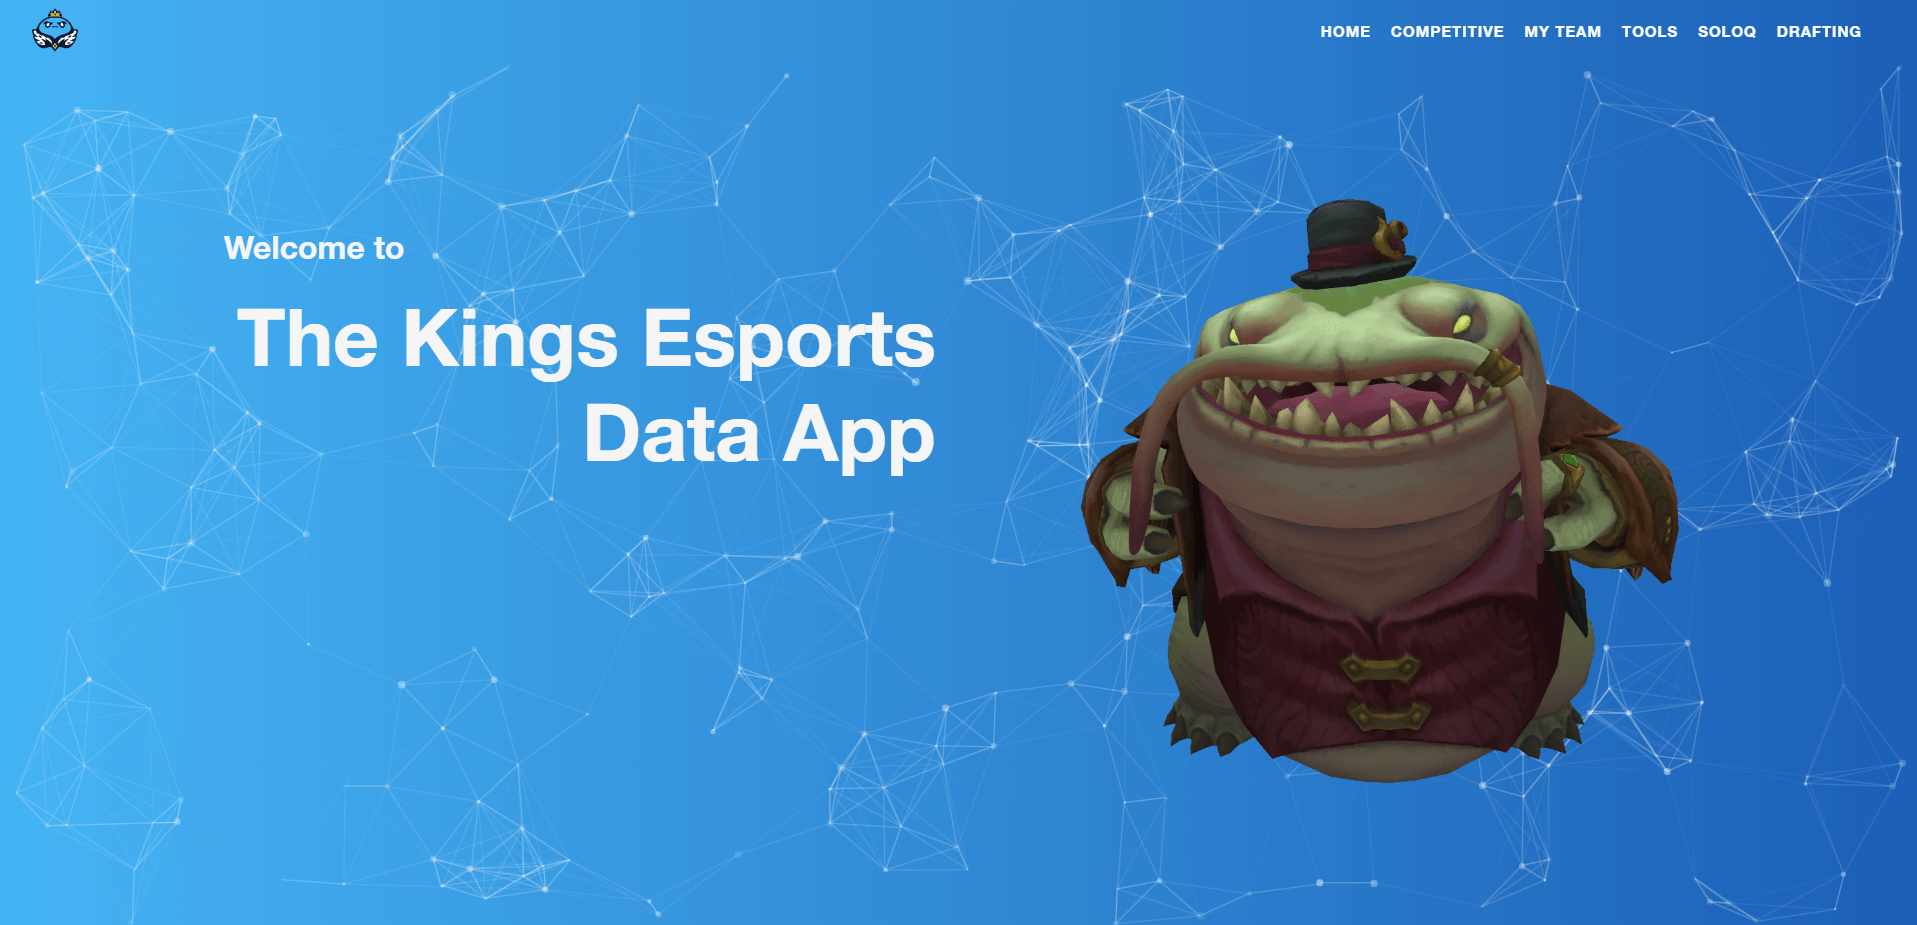 HOME COMPETITIVE MY TEAM TOOLS SOLOQ DRAFTING
Welcome to
The Kings Esports
Data App